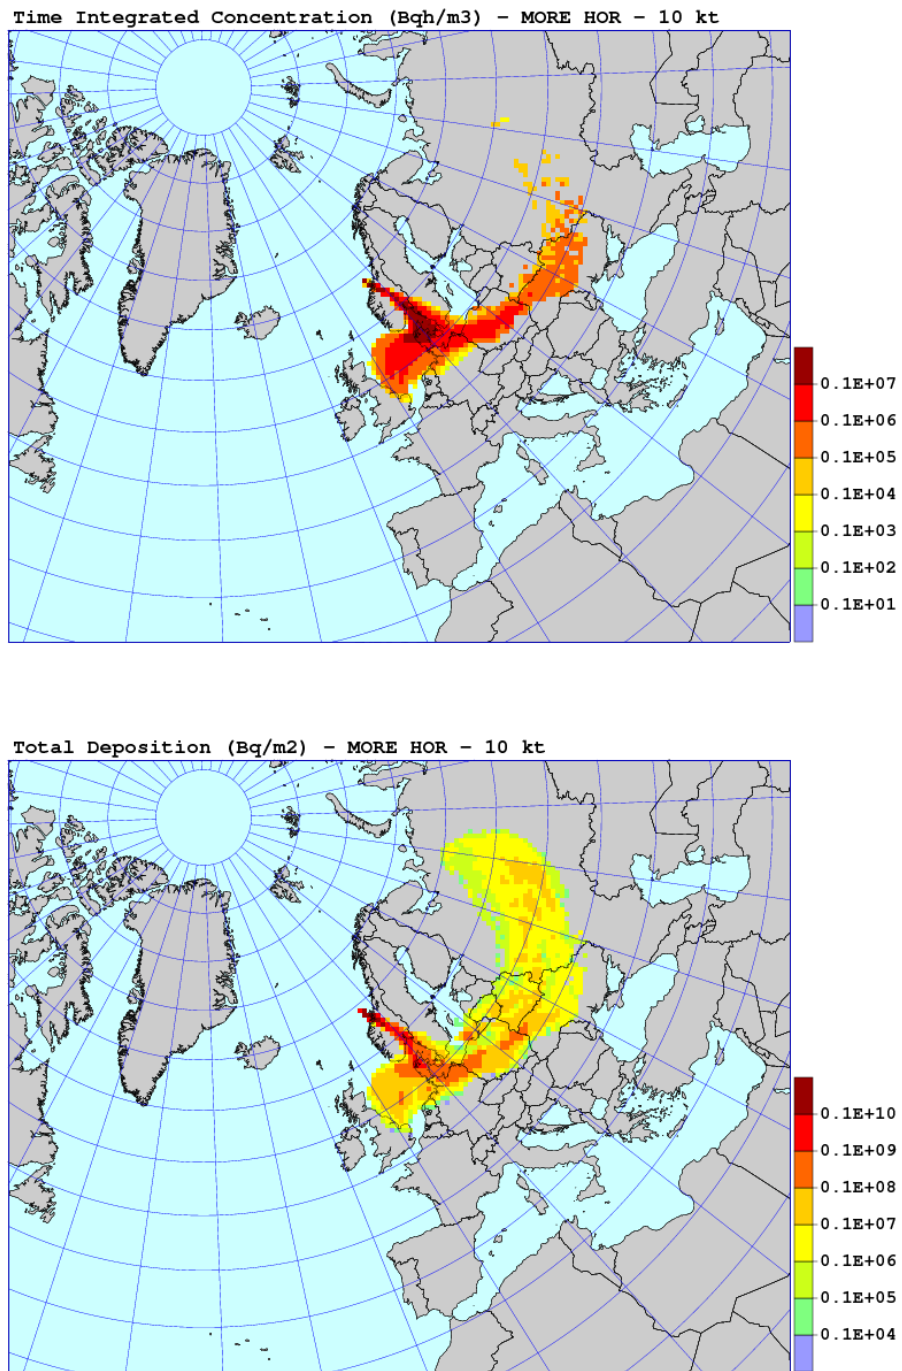 Time Integrated Concentration (Bqh/m3) – MORE HOR – 10 kt
0.1E+07
0.1E+06
0.1E+05
0.1E+04
0.1E+03
0.1E+02
0.1E+01
Total Deposition (Bq/m2) – MORE HOR – 10 kt
0.1E+10
0.1E+09
0.1E+08
0.1E+07
0.1E+06
0.1E+05
0.1E+04